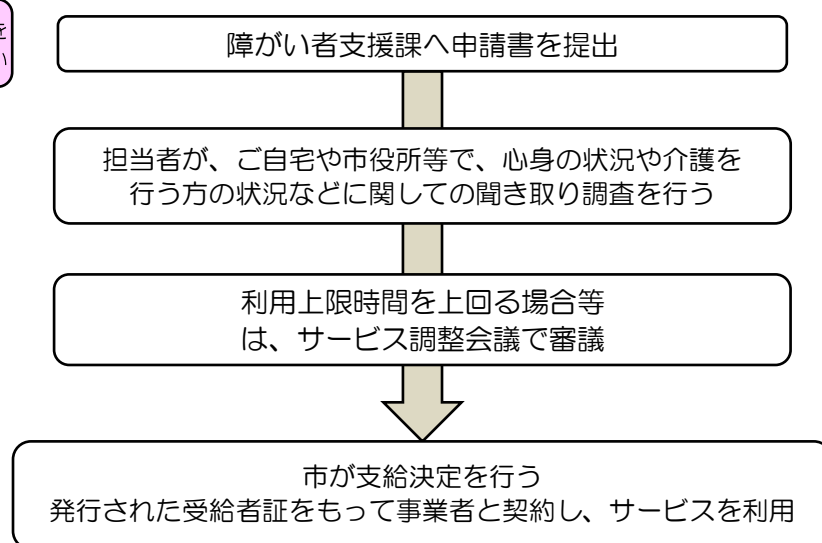 を
い
障がい者支援課へ申請書を提出
担当者が、ご自宅や市役所等で、心身の状況や介護を
行う方の状況などに関しての聞き取り調査を行う
利用上限時間を上回る場合等
は、サービス調整会議で審議
市が支給決定を行う
発行された受給者証をもって事業者と契約し、サービスを利用